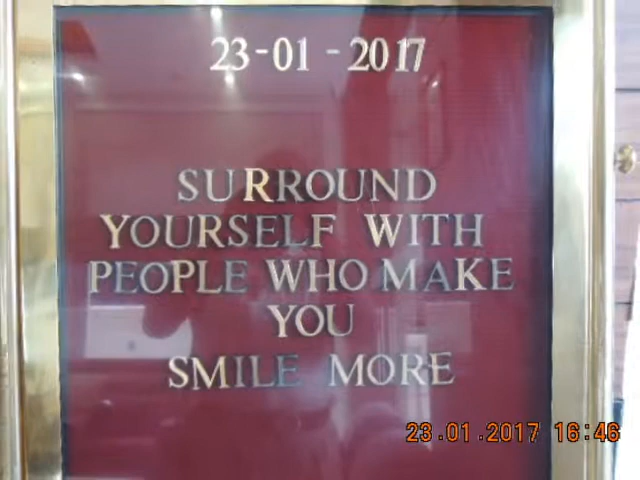 23-01-2017
SURROUND
YOURSELF WITH
PEOPLE WHO MAKE
YOU
SMILE MORE
23.01.2017 16:46